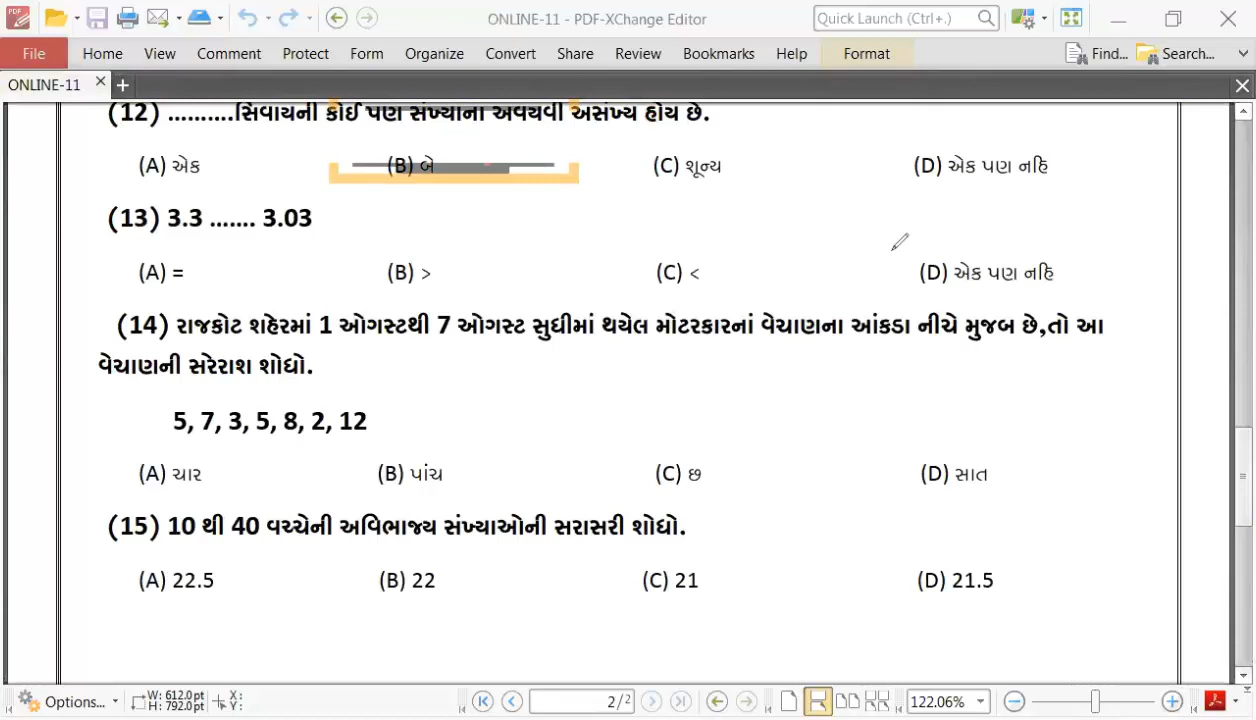 ONLINE-11 - PDF-XChange Editor
Quick Launch (Ctrl+.)
File Home View Comment Protect Form Organize Convert Share Review Bookmarks Help Format Find... Search...
ONLINE-11
(12) ..........સિવાયની કોઈ પણ સંખ્યાના અવયવી અસંખ્ય હોય છે.
(A) એક (B) બે (C) શૂન્ય (D) એક પણ નહિ
(13) 3.3 ....... 3.03
(A) = (B) > (C) < (D) એક પણ નહિ
(14) રાજકોટ શહેરમાં 1 ઓગસ્ટથી 7 ઓગસ્ટ સુધીમાં થયેલ મોટરકારનાં વેચાણના આંકડા નીચે મુજબ છે,તો આ
વેચાણની સરેરાશ શોધો.
5, 7, 3, 5, 8, 2, 12
(A) ચાર (B) પાંચ (C) છ (D) સાત
(15) 10 થી 40 વચ્ચેની અવિભાજ્ય સંખ્યાઓની સરાસરી શોધો.
(A) 22.5 (B) 22 (C) 21 (D) 21.5
Options... W: 612.0 pt X: 2/2 122.06%
H: 792.0 pt Y: